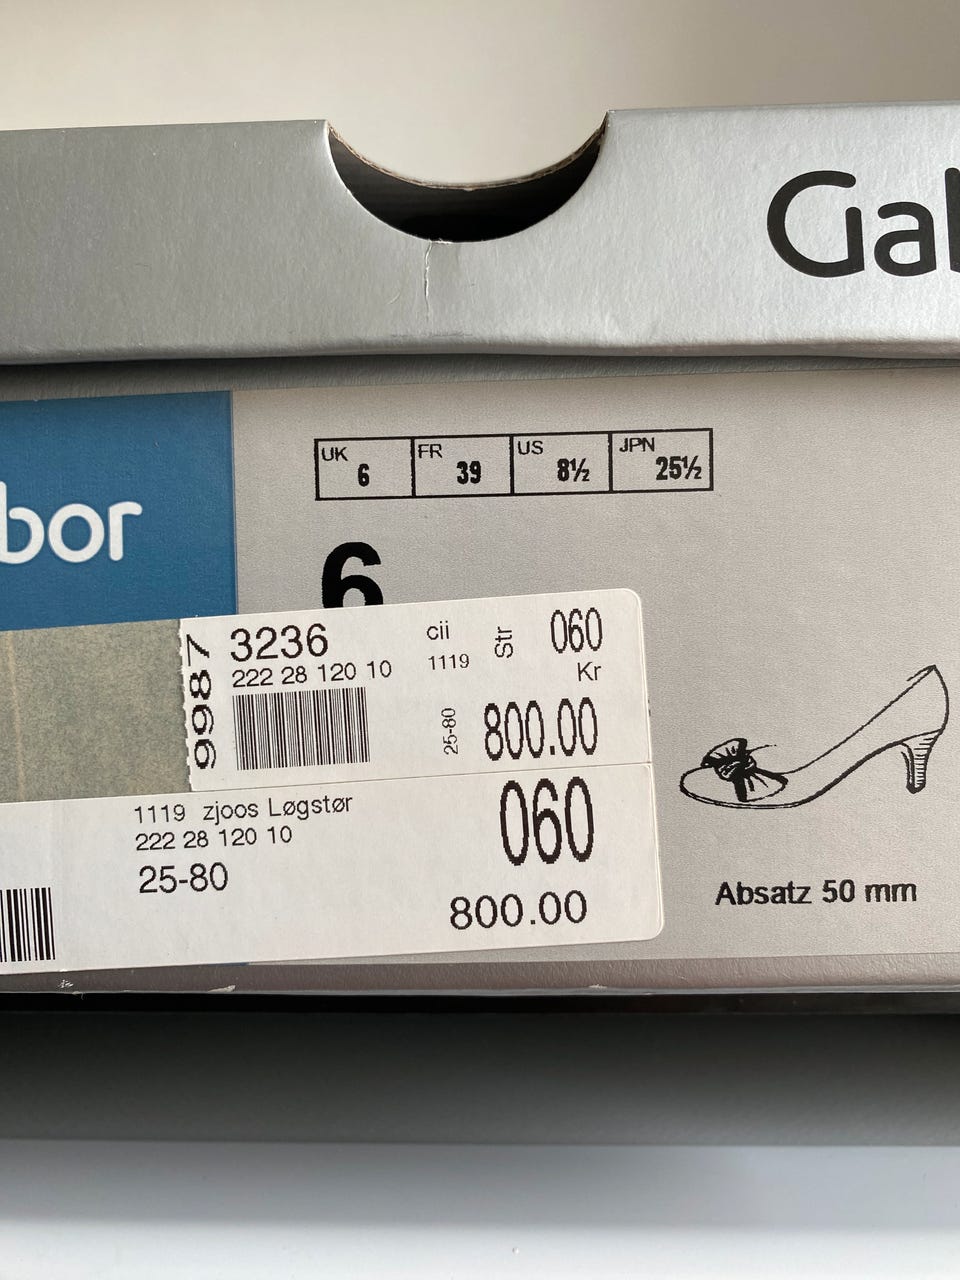 Gab
bor
UK 6 FR 39 US 8½ JPN 25½
6
9987
3236 cii Str 060
222 28 120 10 1119 Kr
25-80 800.00
1119 zjoos Løgstør 060
222 28 120 10
25-80
800.00
Absatz 50 mm